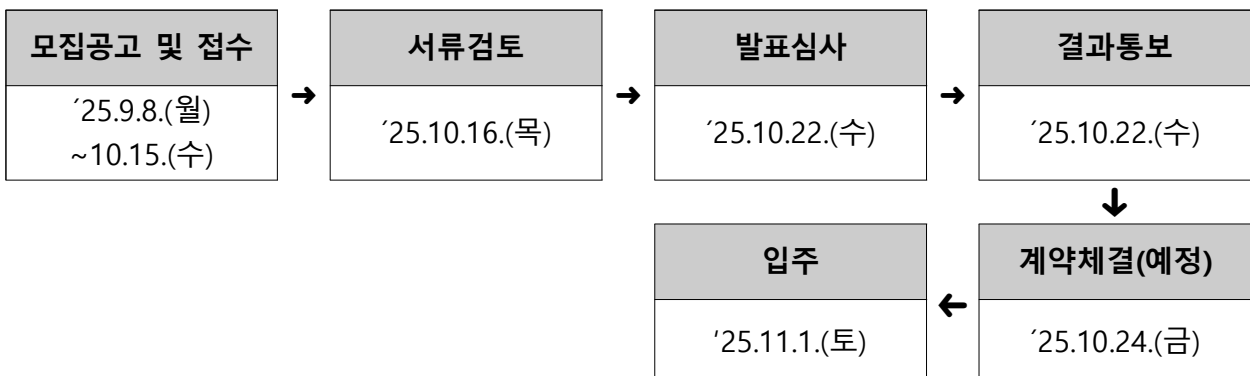 모집공고 및 접수
´25.9.8.(월)
~10.15.(수)
서류검토
´25.10.16.(목)
발표심사
´25.10.22.(수)
결과통보
´25.10.22.(수)
계약체결(예정)
´25.10.24.(금)
입주
'25.11.1.(토)